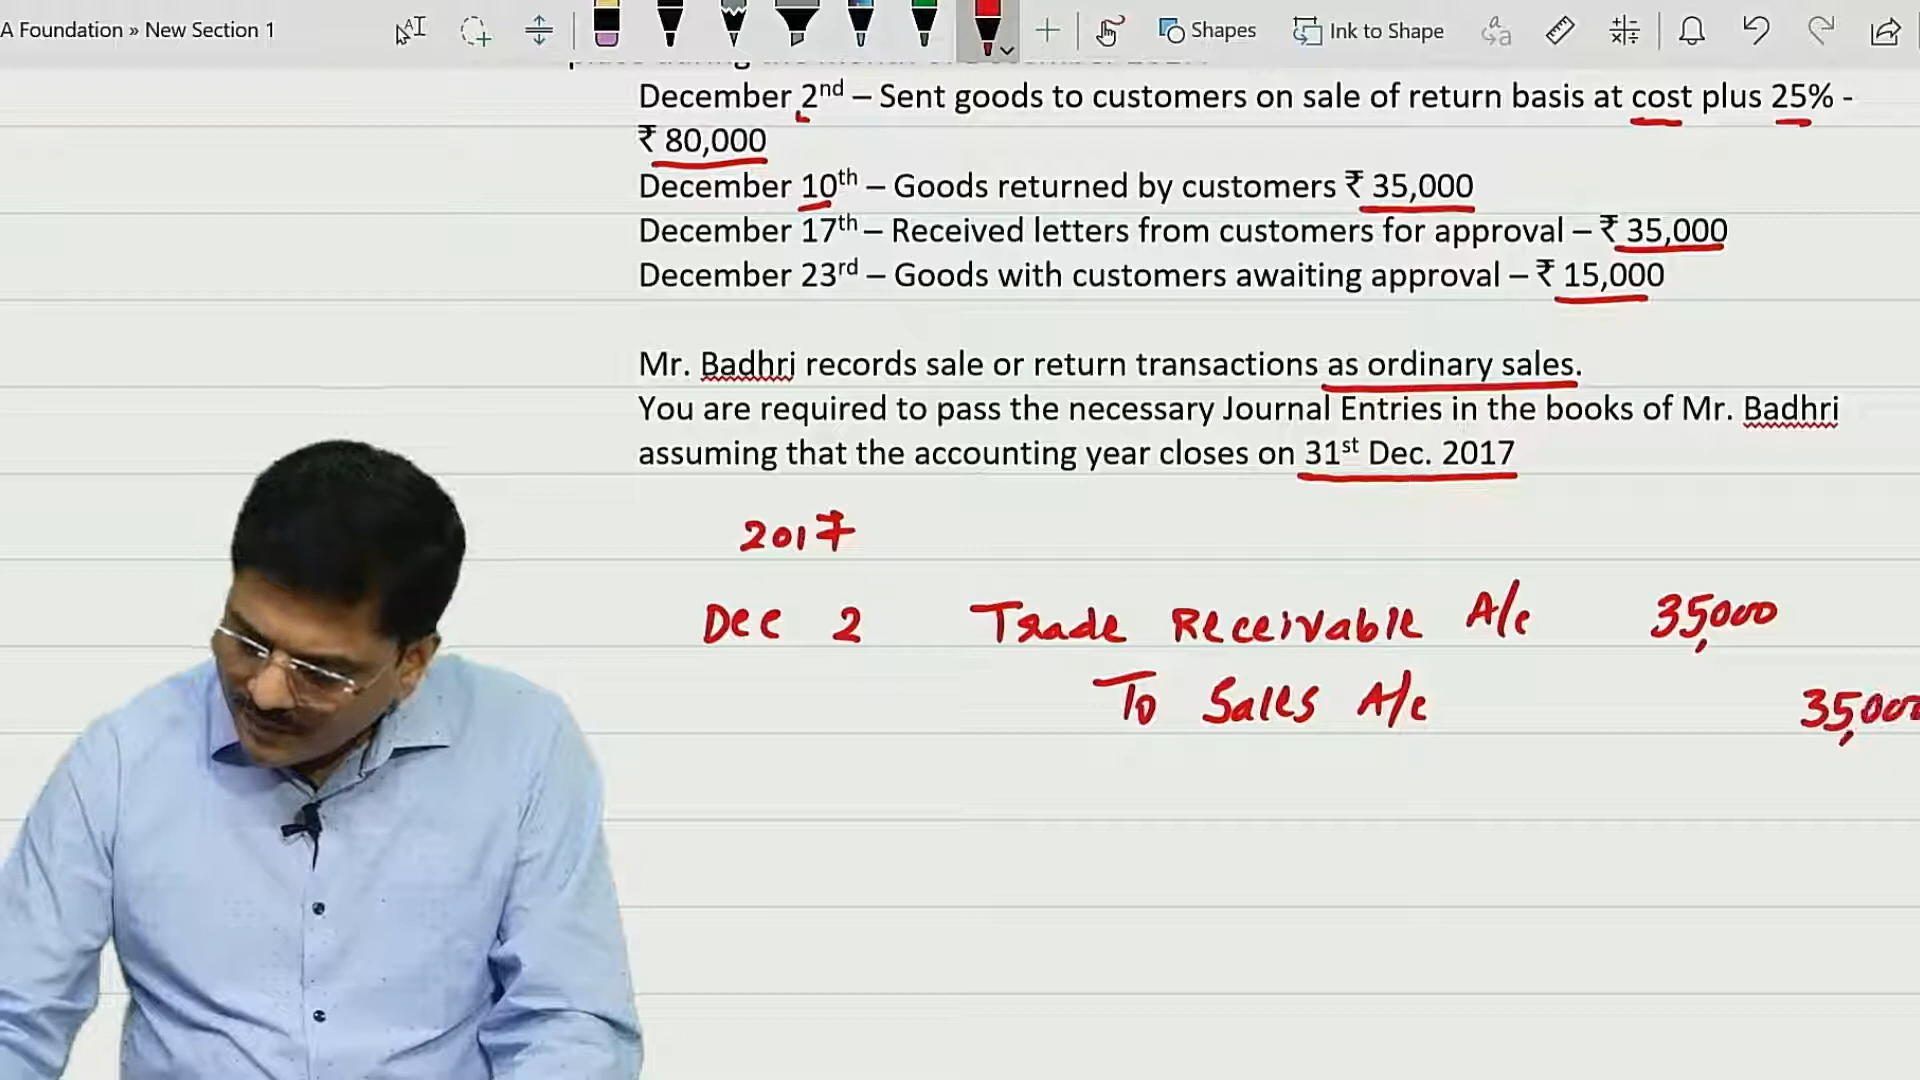 A Foundation » New Section 1
Shapes
Ink to Shape
December 2nd – Sent goods to customers on sale of return basis at cost plus 25% -
₹ 80,000
December 10th – Goods returned by customers ₹ 35,000
December 17th – Received letters from customers for approval – ₹ 35,000
December 23rd – Goods with customers awaiting approval – ₹ 15,000
Mr. Badhri records sale or return transactions as ordinary sales.
You are required to pass the necessary Journal Entries in the books of Mr. Badhri
assuming that the accounting year closes on 31st Dec. 2017
2017
Dec 2 Trade Receivable A/c 35,000
To Sales A/c 35,000